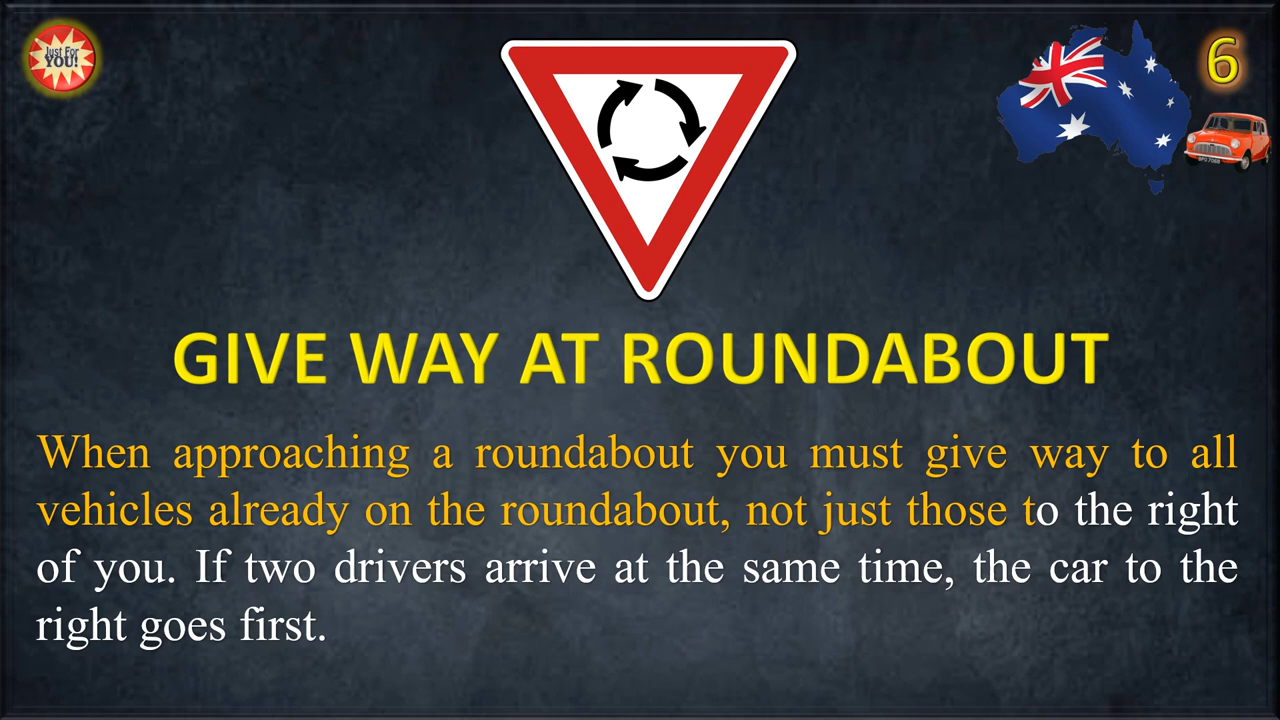 Just For
YOU!
6
GIVE WAY AT ROUNDABOUT
When approaching a roundabout you must give way to all
vehicles already on the roundabout, not just those to the right
of you. If two drivers arrive at the same time, the car to the
right goes first.